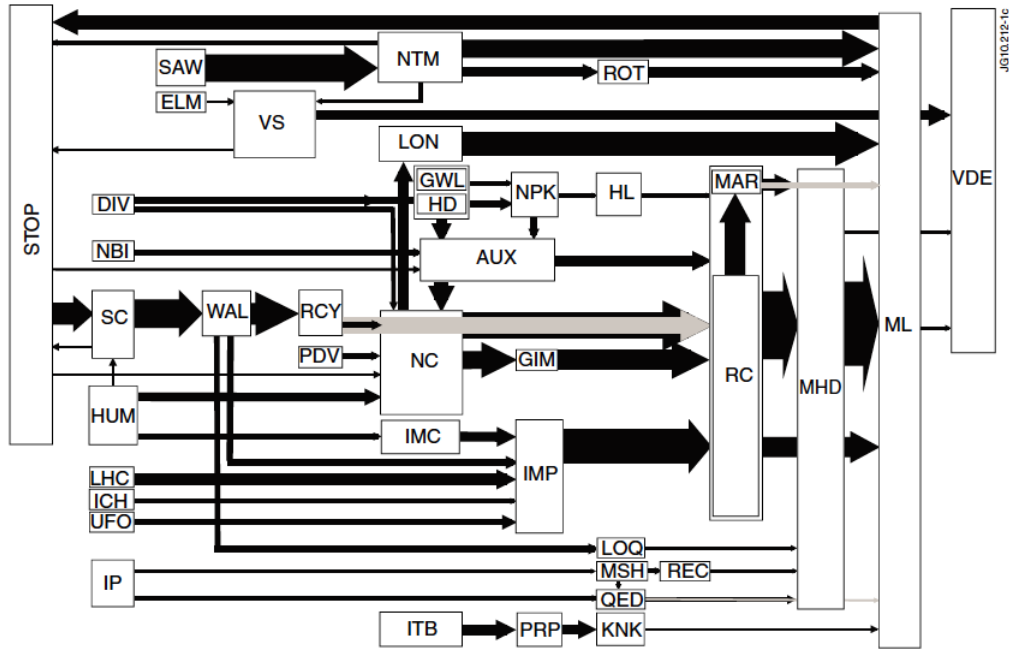 JG10.212-1c
STOP
SAW
NTM
ROT
ELM
VS
LON
GWL
HD
NPK
HL
MAR
VDE
DIV
NBI
AUX
SC
WAL
RCY
NC
PDV
GIM
RC
MHD
ML
HUM
IMC
IMP
LHC
ICH
UFO
LOQ
IP
MSH
REC
QED
ITB
PRP
KNK